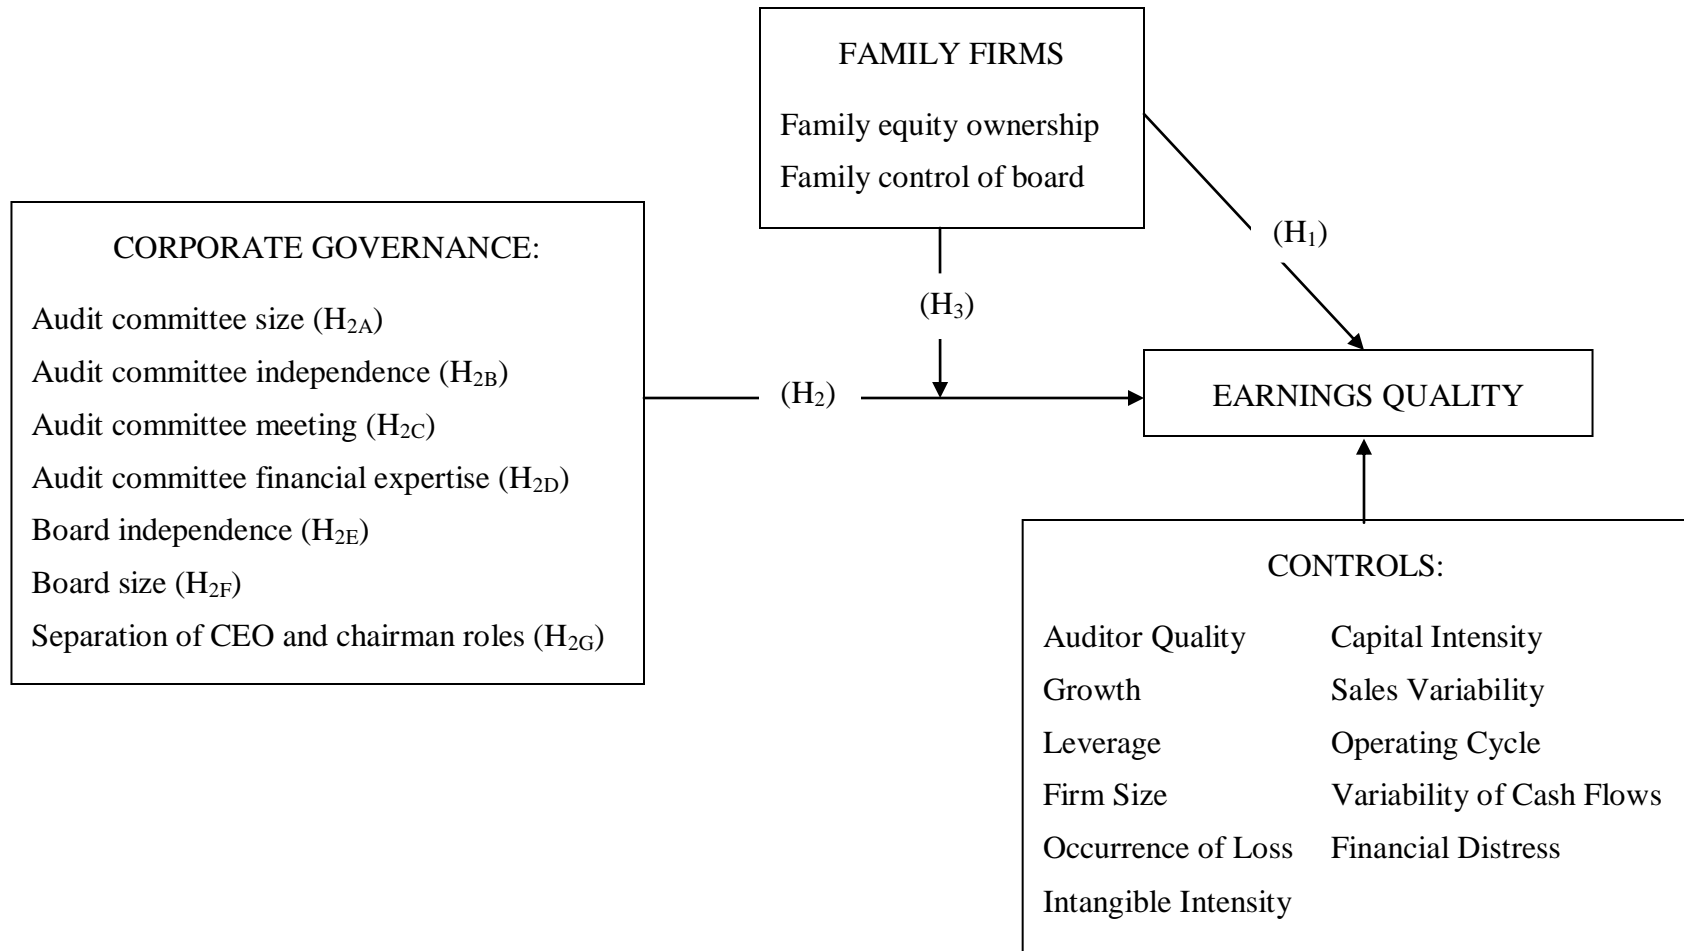 FAMILY FIRMS
Family equity ownership
Family control of board
(H₁)
(H₃)
CORPORATE GOVERNANCE:
Audit committee size (H₂A)
Audit committee independence (H₂B)
Audit committee meeting (H₂C)
Audit committee financial expertise (H₂D)
Board independence (H₂E)
Board size (H₂F)
Separation of CEO and chairman roles (H₂G)
(H₂)
EARNINGS QUALITY
CONTROLS:
Auditor Quality
Growth
Leverage
Firm Size
Occurrence of Loss
Intangible Intensity
Capital Intensity
Sales Variability
Operating Cycle
Variability of Cash Flows
Financial Distress